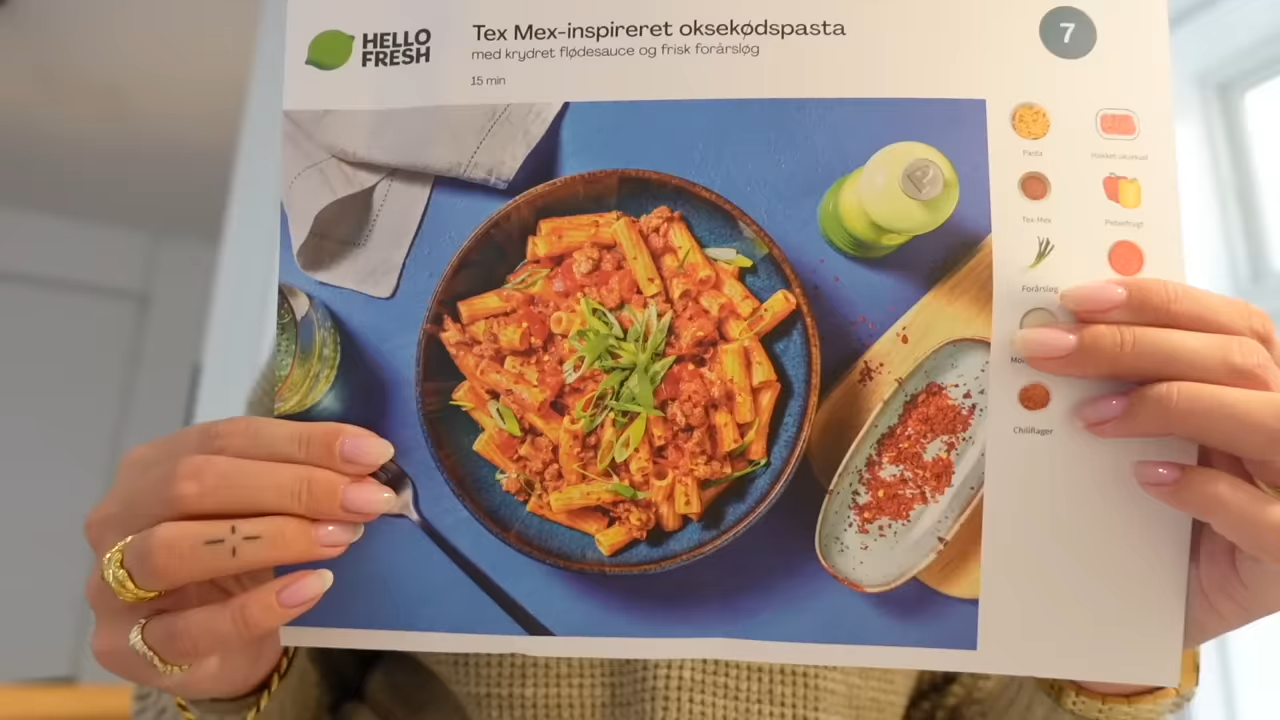 HELLO
FRESH
Tex Mex-inspireret oksekødspasta
med krydret flødesauce og frisk forårsløg
15 min
7
Pasta
Hakket oksekød
Tex-Mex
Peberfrugt
Forårsløg
Chiliflager